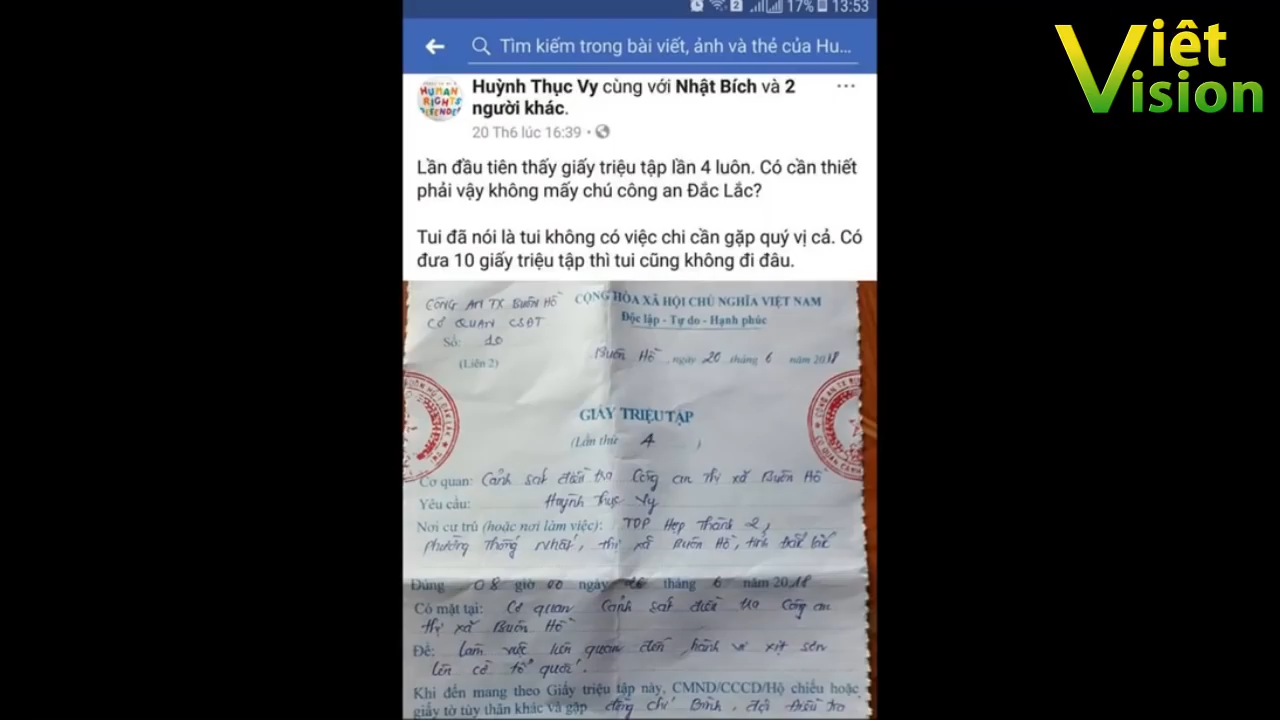 17% 13:53
Việt Vision
Tìm kiếm trong bài viết, ảnh và thẻ của Hu...
HUMAN RIGHTS
Huỳnh Thục Vy cùng với Nhật Bích và 2
người khác.
20 Th6 lúc 16:39
Lần đầu tiên thấy giấy triệu tập lần 4 luôn. Có cần thiết
phải vậy không mấy chú công an Đắc Lắc?
Tui đã nói là tui không có việc chi cần gặp quý vị cả. Có
đưa 10 giấy triệu tập thì tui cũng không đi đâu.
CÔNG AN TX BUÔN HỒ
CỘNG HÒA XÃ HỘI CHỦ NGHĨA VIỆT NAM
CƠ QUAN CSĐT
Độc lập - Tự do - Hạnh phúc
Số:
(Liên 2)
Buôn Hồ, ngày 20 tháng 6 năm 2018
GIẤY TRIỆU TẬP
(Lần thứ 4)
Cơ quan: Cảnh sát điều tra Công an thị xã Buôn Hồ
Yêu cầu: Huỳnh Thục Vy
Nơi cư trú (hoặc nơi làm việc): TDP Hợp Thành 2,
phường Thống Nhất, thị xã Buôn Hồ, tỉnh Đắk Lắk
Đúng 08 giờ 00 ngày tháng 6 năm 2018
Có mặt tại: Cơ quan Cảnh sát điều tra Công an
thị xã Buôn Hồ
Để: làm việc liên quan đến hành vi xịt sơn
lên cờ tổ quốc.
Khi đến mang theo Giấy triệu tập này, CMND/CCCD/Hộ chiếu hoặc
giấy tờ tùy thân khác và gặp đồng chí Bình, đội điều tra